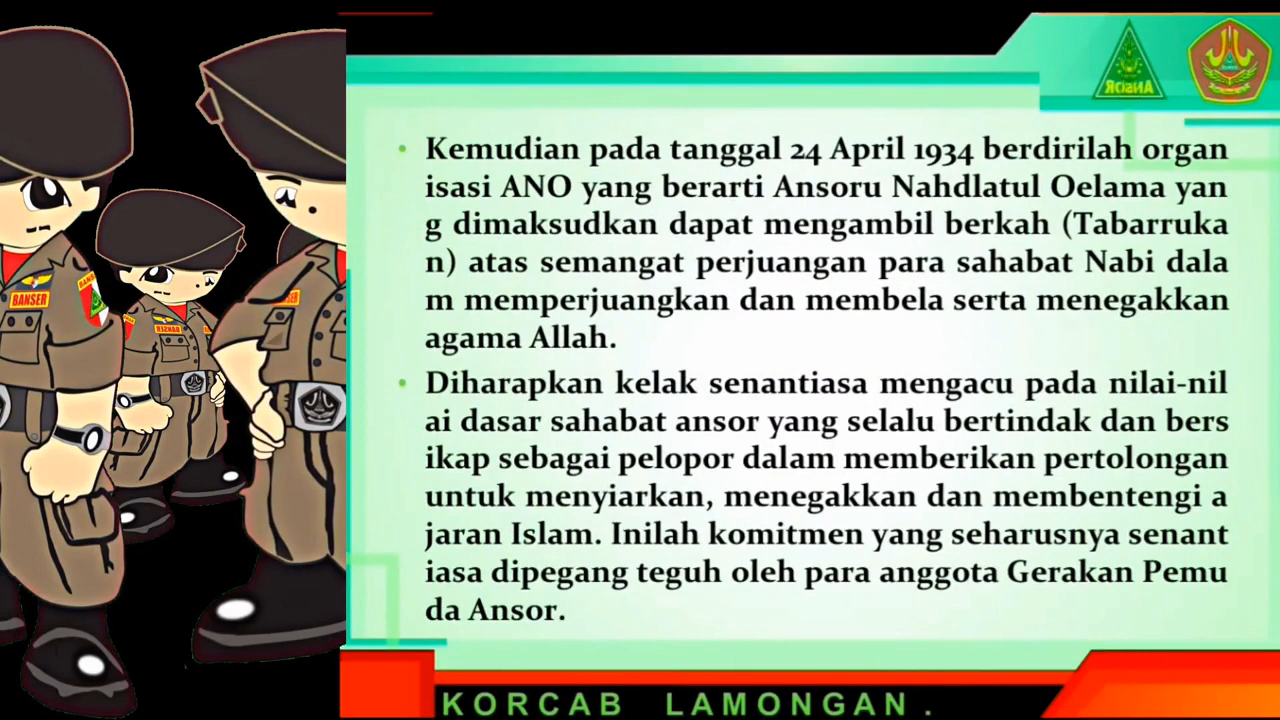 Kemudian pada tanggal 24 April 1934 berdirilah organ
isasi ANO yang berarti Ansoru Nahdlatul Oelama yan
g dimaksudkan dapat mengambil berkah (Tabarruka
n) atas semangat perjuangan para sahabat Nabi dala
m memperjuangkan dan membela serta menegakkan
agama Allah.
Diharapkan kelak senantiasa mengacu pada nilai-nil
ai dasar sahabat ansor yang selalu bertindak dan bers
ikap sebagai pelopor dalam memberikan pertolongan
untuk menyiarkan, menegakkan dan membentengi a
jaran Islam. Inilah komitmen yang seharusnya senant
iasa dipegang teguh oleh para anggota Gerakan Pemu
da Ansor.
KORCAB LAMONGAN .
ANSOR
BANSER
BANSER